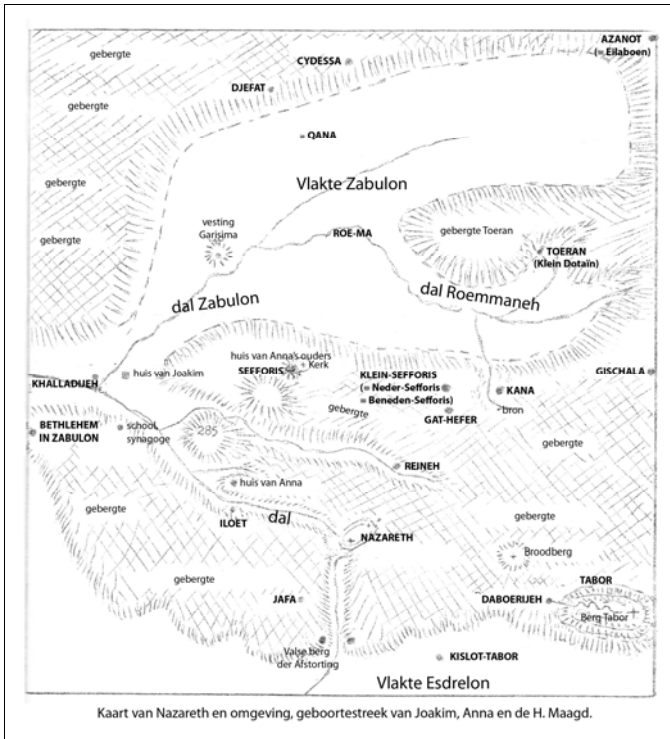 AZANOT
(= Eilaboen)
gebergte
CYDESSA
DJEFAT
QANA
gebergte
Vlakte Zabulon
vesting
Garisima
ROE-MA
gebergte Toeran
gebergte
TOERAN
(Klein Dotaïn)
dal Zabulon
dal Roemmaneh
huis van Anna's ouders
Kerk
SEFFORIS
huis van Joakim
KHALLADIJEH
KLEIN-SEFFORIS
(= Neder-Sefforis
= Beneden-Sefforis)
GISCHALA
KANA
gebergte
GAT-HEFER
bron
BETHLEHEM
IN ZABULON
school
synagoge
285
REINEH
huis van Anna
gebergte
ILOET
dal
gebergte
NAZARETH
Broodberg
gebergte
TABOR
JAFA
DABOERIJEH
Berg Tabor
Valse berg
der Afstorting
KISLOT-TABOR
Vlakte Esdrelon
Kaart van Nazareth en omgeving, geboortestreek van Joakim, Anna en de H. Maagd.